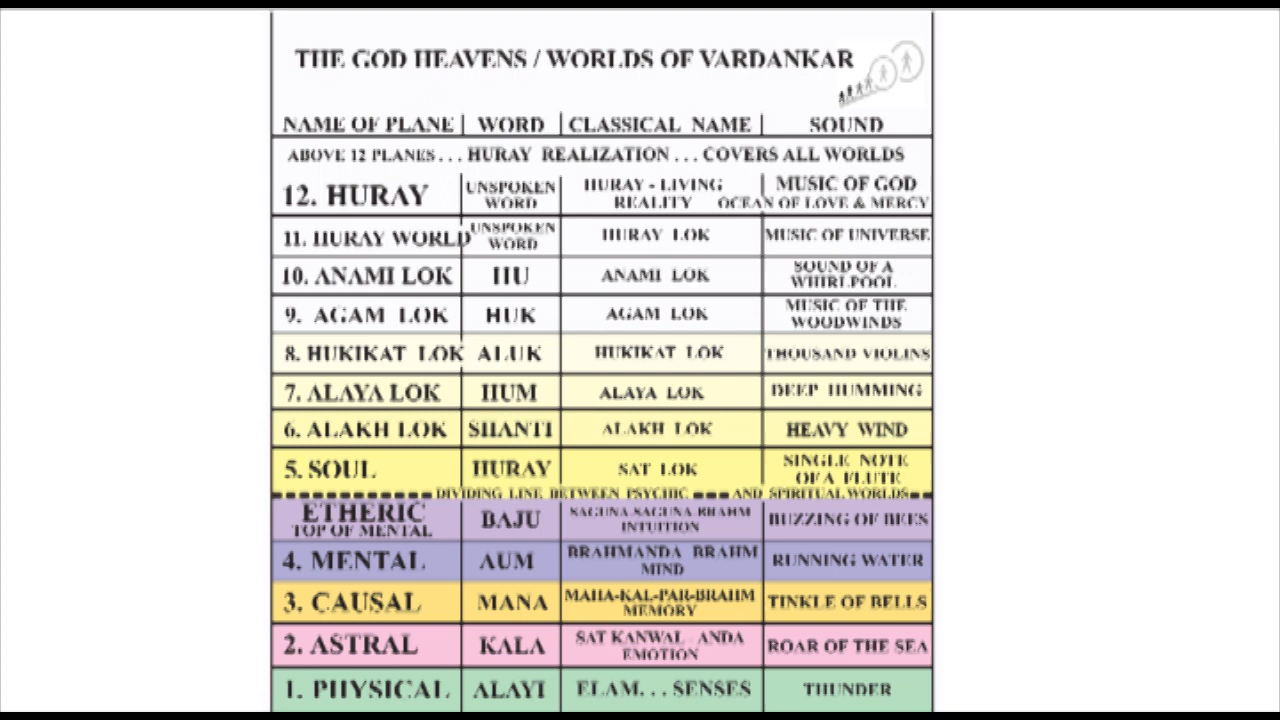 THE GOD HEAVENS / WORLDS OF VARDANKAR
NAME OF PLANE | WORD | CLASSICAL NAME | SOUND
ABOVE 12 PLANES . . . HURAY REALIZATION . . . COVERS ALL WORLDS
12. HURAY UNSPOKEN WORD HURAY - LIVING REALITY MUSIC OF GOD OCEAN OF LOVE & MERCY
11. HURAY WORLD UNSPOKEN WORD HURAY LOK MUSIC OF UNIVERSE
10. ANAMI LOK HU ANAMI LOK SOUND OF A WHIRLPOOL
9. AGAM LOK HUK AGAM LOK MUSIC OF THE WOODWINDS
8. HUKIKAT LOK ALUK HUKIKAT LOK THOUSAND VIOLINS
7. ALAYA LOK HUM ALAYA LOK DEEP HUMMING
6. ALAKH LOK SHANTI ALAKH LOK HEAVY WIND
5. SOUL HURAY SAT LOK SINGLE NOTE OF A FLUTE
DIVIDING LINE BETWEEN PSYCHIC AND SPIRITUAL WORLDS
ETHERIC TOP OF MENTAL BAJU SAGUNA-SAGUNA-BRAHM INTUITION BUZZING OF BEES
4. MENTAL AUM BRAHMANDA BRAHM MIND RUNNING WATER
3. CAUSAL MANA MAHA-KAL-PAR-BRAHM MEMORY TINKLE OF BELLS
2. ASTRAL KALA SAT KANWAL - ANDA EMOTION ROAR OF THE SEA
1. PHYSICAL ALAYI ELAM. . . SENSES THUNDER